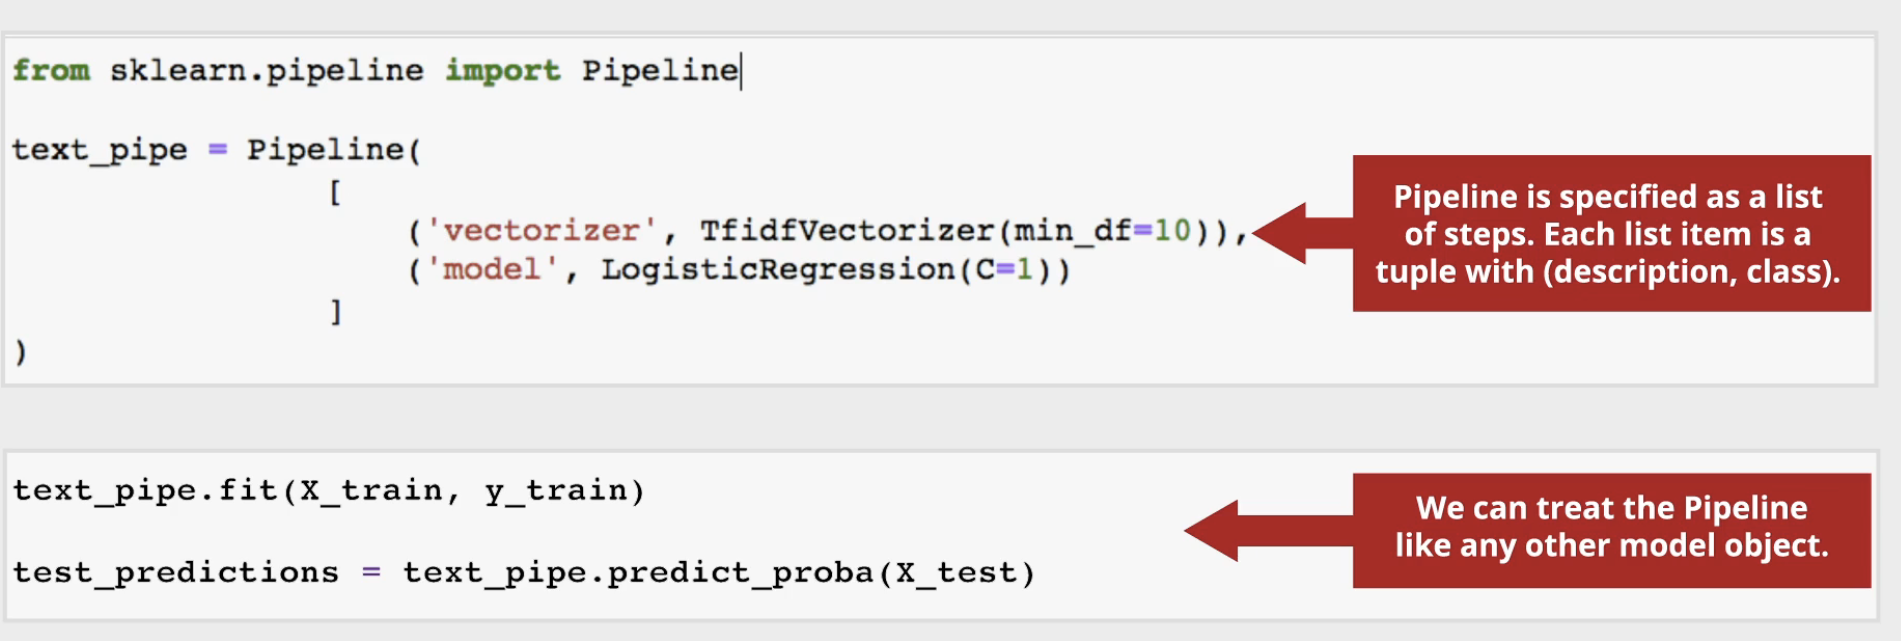 from sklearn.pipeline import Pipeline
text_pipe = Pipeline(
[
('vectorizer', TfidfVectorizer(min_df=10)),
('model', LogisticRegression(C=1))
]
)
Pipeline is specified as a list
of steps. Each list item is a
tuple with (description, class).
text_pipe.fit(X_train, y_train)
test_predictions = text_pipe.predict_proba(X_test)
We can treat the Pipeline
like any other model object.